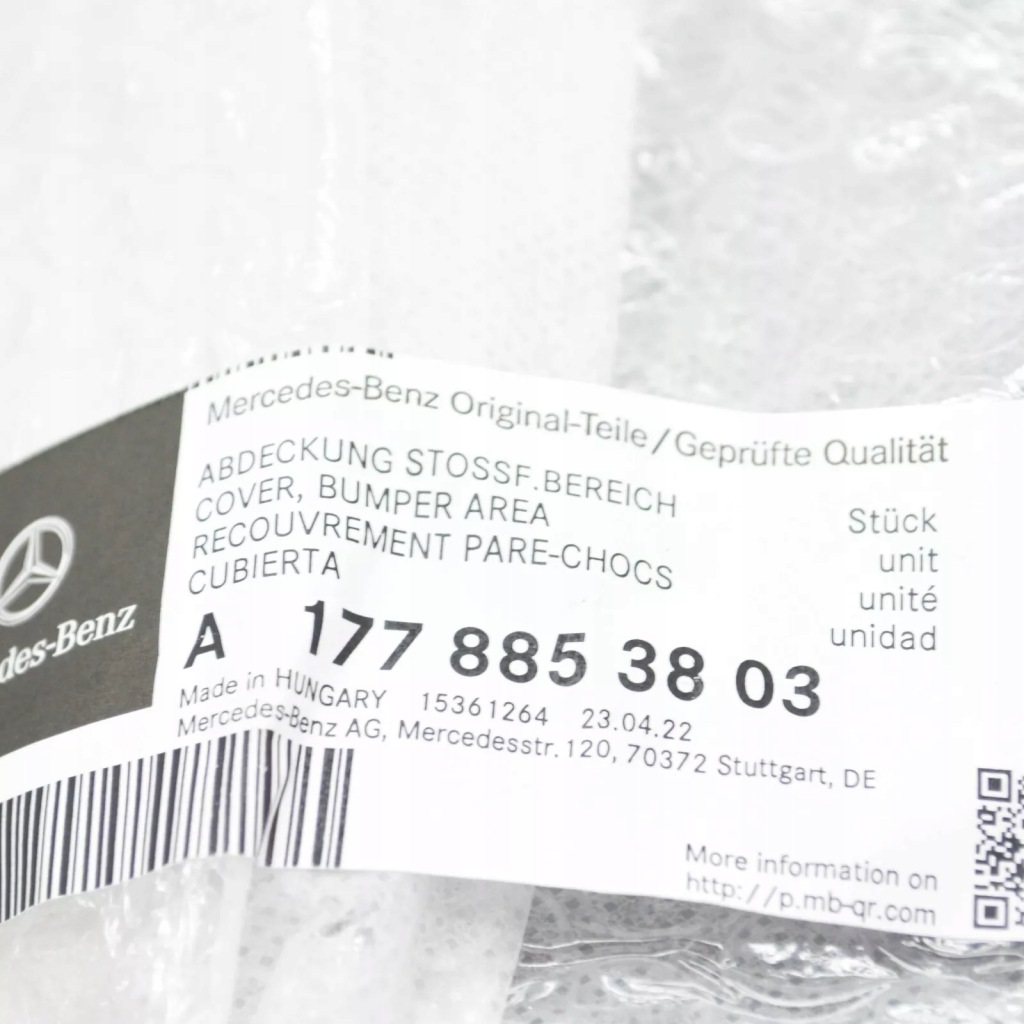 Mercedes-Benz Original-Teile/Geprüfte Qualität
ABDECKUNG STOSSF.BEREICH
COVER, BUMPER AREA
RECOUVREMENT PARE-CHOCS
CUBIERTA
Stück
unit
unité
unidad
des-Benz
A 177 885 38 03
Made in HUNGARY 15361264 23.04.22
Mercedes-Benz AG, Mercedesstr.120, 70372 Stuttgart, DE
More information on
http://p.mb-qr.com